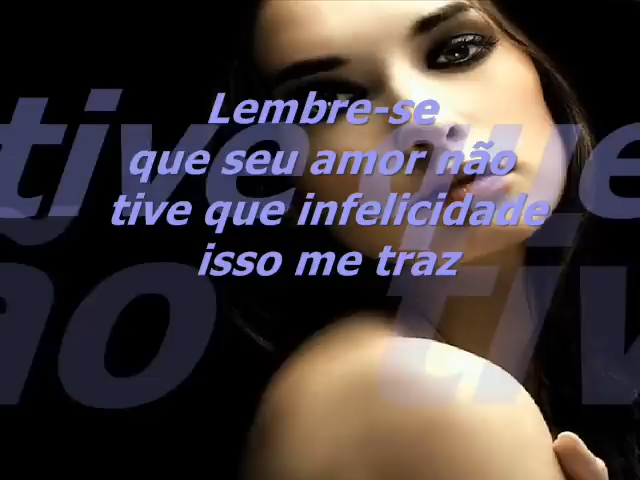 Lembre-se
que seu amor não
tive que infelicidade
isso me traz